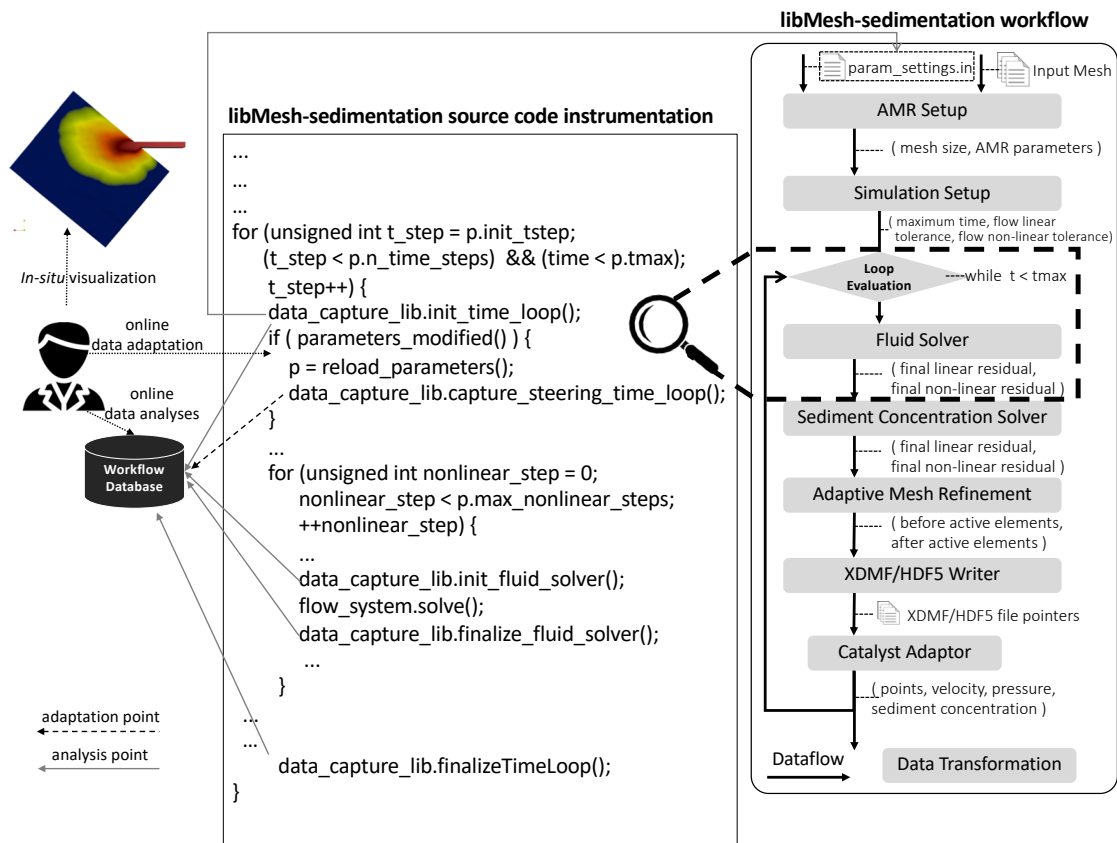 libMesh-sedimentation workflow
param_settings.in
Input Mesh
AMR Setup
( mesh size, AMR parameters )
Simulation Setup
( maximum time, flow linear
tolerance, flow non-linear tolerance)
Loop
Evaluation
while t < tmax
Fluid Solver
( final linear residual,
final non-linear residual )
Sediment Concentration Solver
( final linear residual,
final non-linear residual )
Adaptive Mesh Refinement
( before active elements,
after active elements )
XDMF/HDF5 Writer
XDMF/HDF5 file pointers
Catalyst Adaptor
( points, velocity, pressure,
sediment concentration )
Dataflow
Data Transformation
libMesh-sedimentation source code instrumentation
...
...
...
for (unsigned int t_step = p.init_tstep;
(t_step < p.n_time_steps) && (time < p.tmax);
t_step++) {
data_capture_lib.init_time_loop();
if ( parameters_modified() ) {
p = reload_parameters();
data_capture_lib.capture_steering_time_loop();
}
...
for (unsigned int nonlinear_step = 0;
nonlinear_step < p.max_nonlinear_steps;
++nonlinear_step) {
...
data_capture_lib.init_fluid_solver();
flow_system.solve();
data_capture_lib.finalize_fluid_solver();
...
}
...
...
data_capture_lib.finalizeTimeLoop();
}
In-situ visualization
online
data adaptation
online
data analyses
Workflow
Database
adaptation point
analysis point